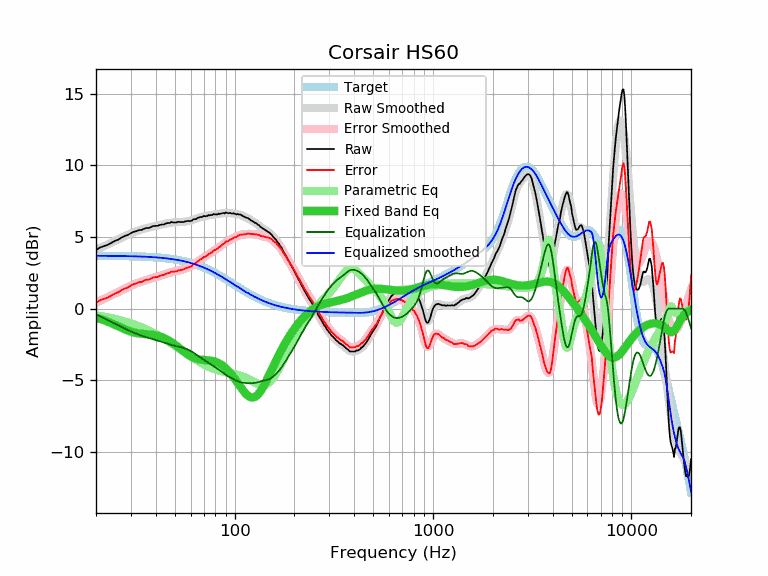 Corsair HS60
Target
Raw Smoothed
Error Smoothed
Raw
Error
Parametric Eq
Fixed Band Eq
Equalization
Equalized smoothed
15
10
5
0
−5
−10
Amplitude (dBr)
100
1000
10000
Frequency (Hz)